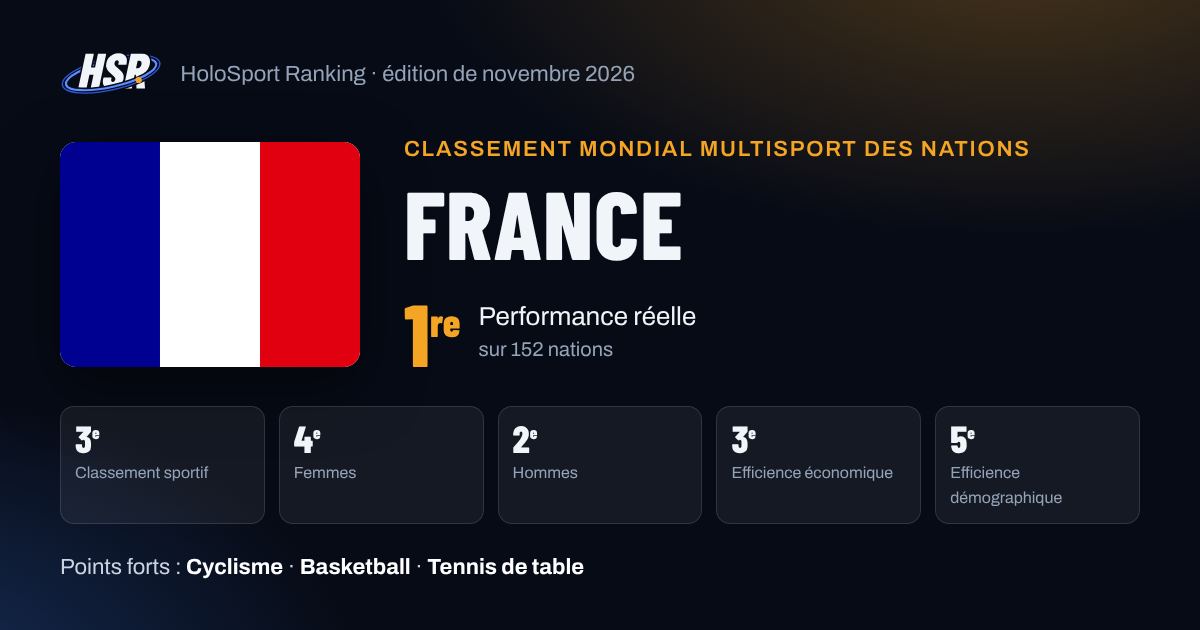 HSR
HoloSport Ranking · édition de novembre 2026
CLASSEMENT MONDIAL MULTISPORT DES NATIONS
FRANCE
1re
Performance réelle
sur 152 nations
3e
Classement sportif
4e
Femmes
2e
Hommes
3e
Efficience économique
5e
Efficience
démographique
Points forts : Cyclisme · Basketball · Tennis de table